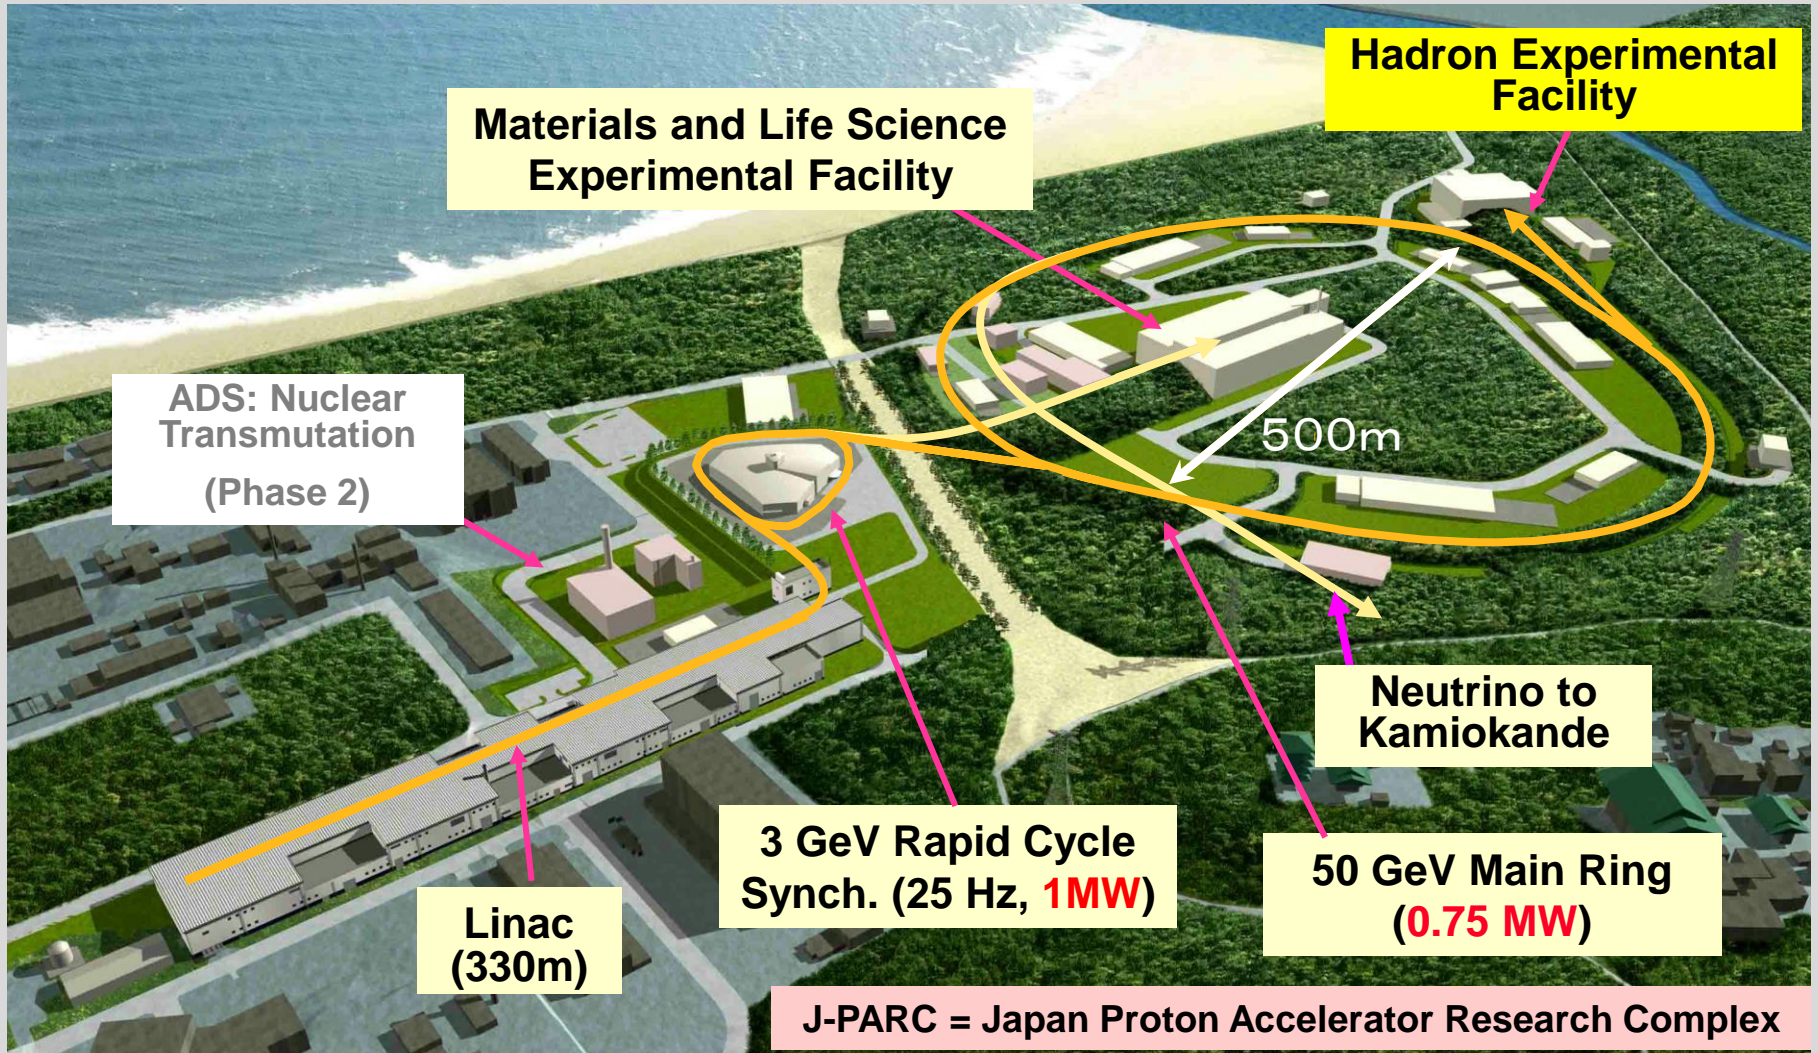 Hadron Experimental
Facility
Materials and Life Science
Experimental Facility
ADS: Nuclear
Transmutation
(Phase 2)
500m
Neutrino to
Kamiokande
3 GeV Rapid Cycle
Synch. (25 Hz, 1MW)
50 GeV Main Ring
(0.75 MW)
Linac
(330m)
J-PARC = Japan Proton Accelerator Research Complex